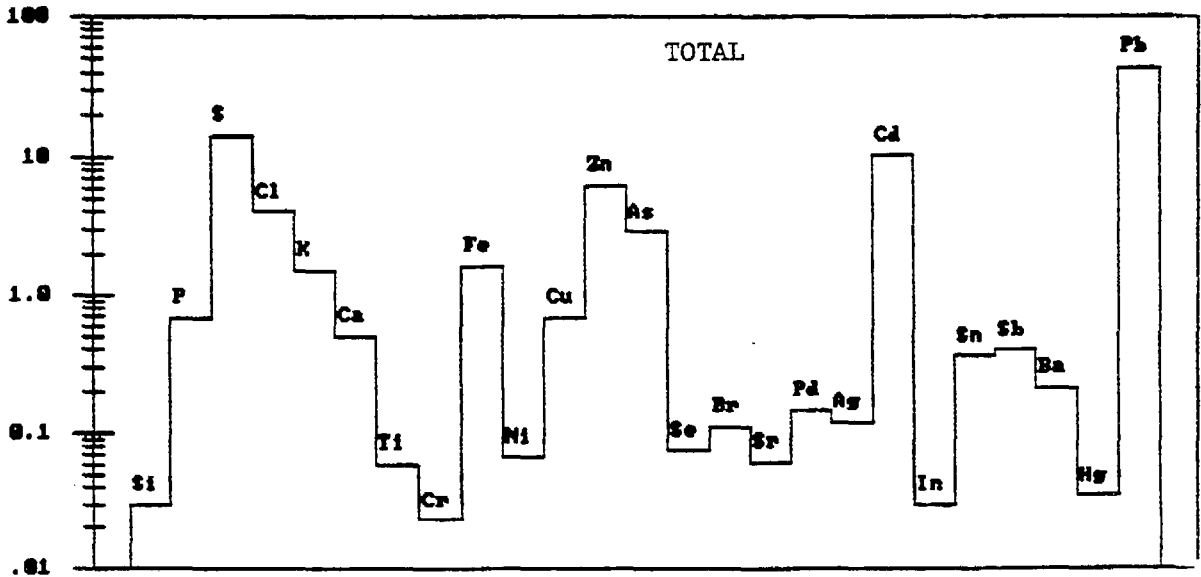 100
TOTAL
Pb
S
10
Cd
Zn
Cl
As
K
Fe
1.0
P
Cu
Ca
Sn
Sb
Ba
Pd
Ag
Br
0.1
Ti
Ni
Se
Sr
Si
Cr
In
Hg
.01